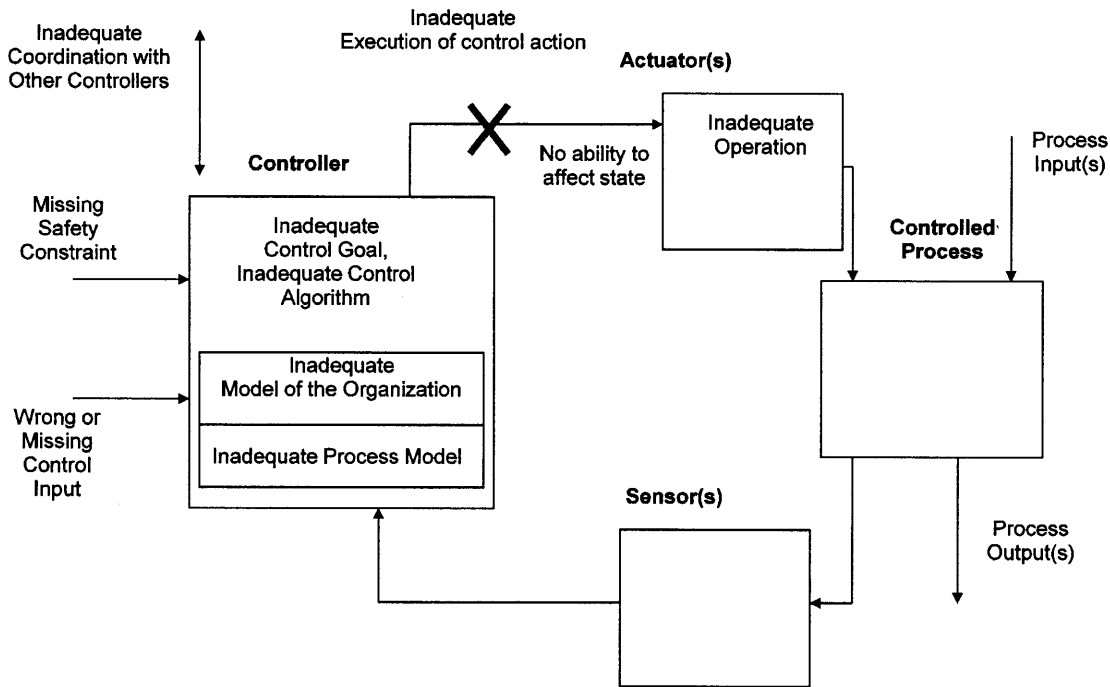 Inadequate
Coordination with
Other Controllers
Inadequate
Execution of control action
Actuator(s)
Inadequate
Operation
No ability to
affect state
Process
Input(s)
Controller
Missing
Safety
Constraint
Inadequate
Control Goal,
Inadequate Control
Algorithm
Controlled
Process
Inadequate
Model of the Organization
Inadequate Process Model
Wrong or
Missing
Control
Input
Sensor(s)
Process
Output(s)